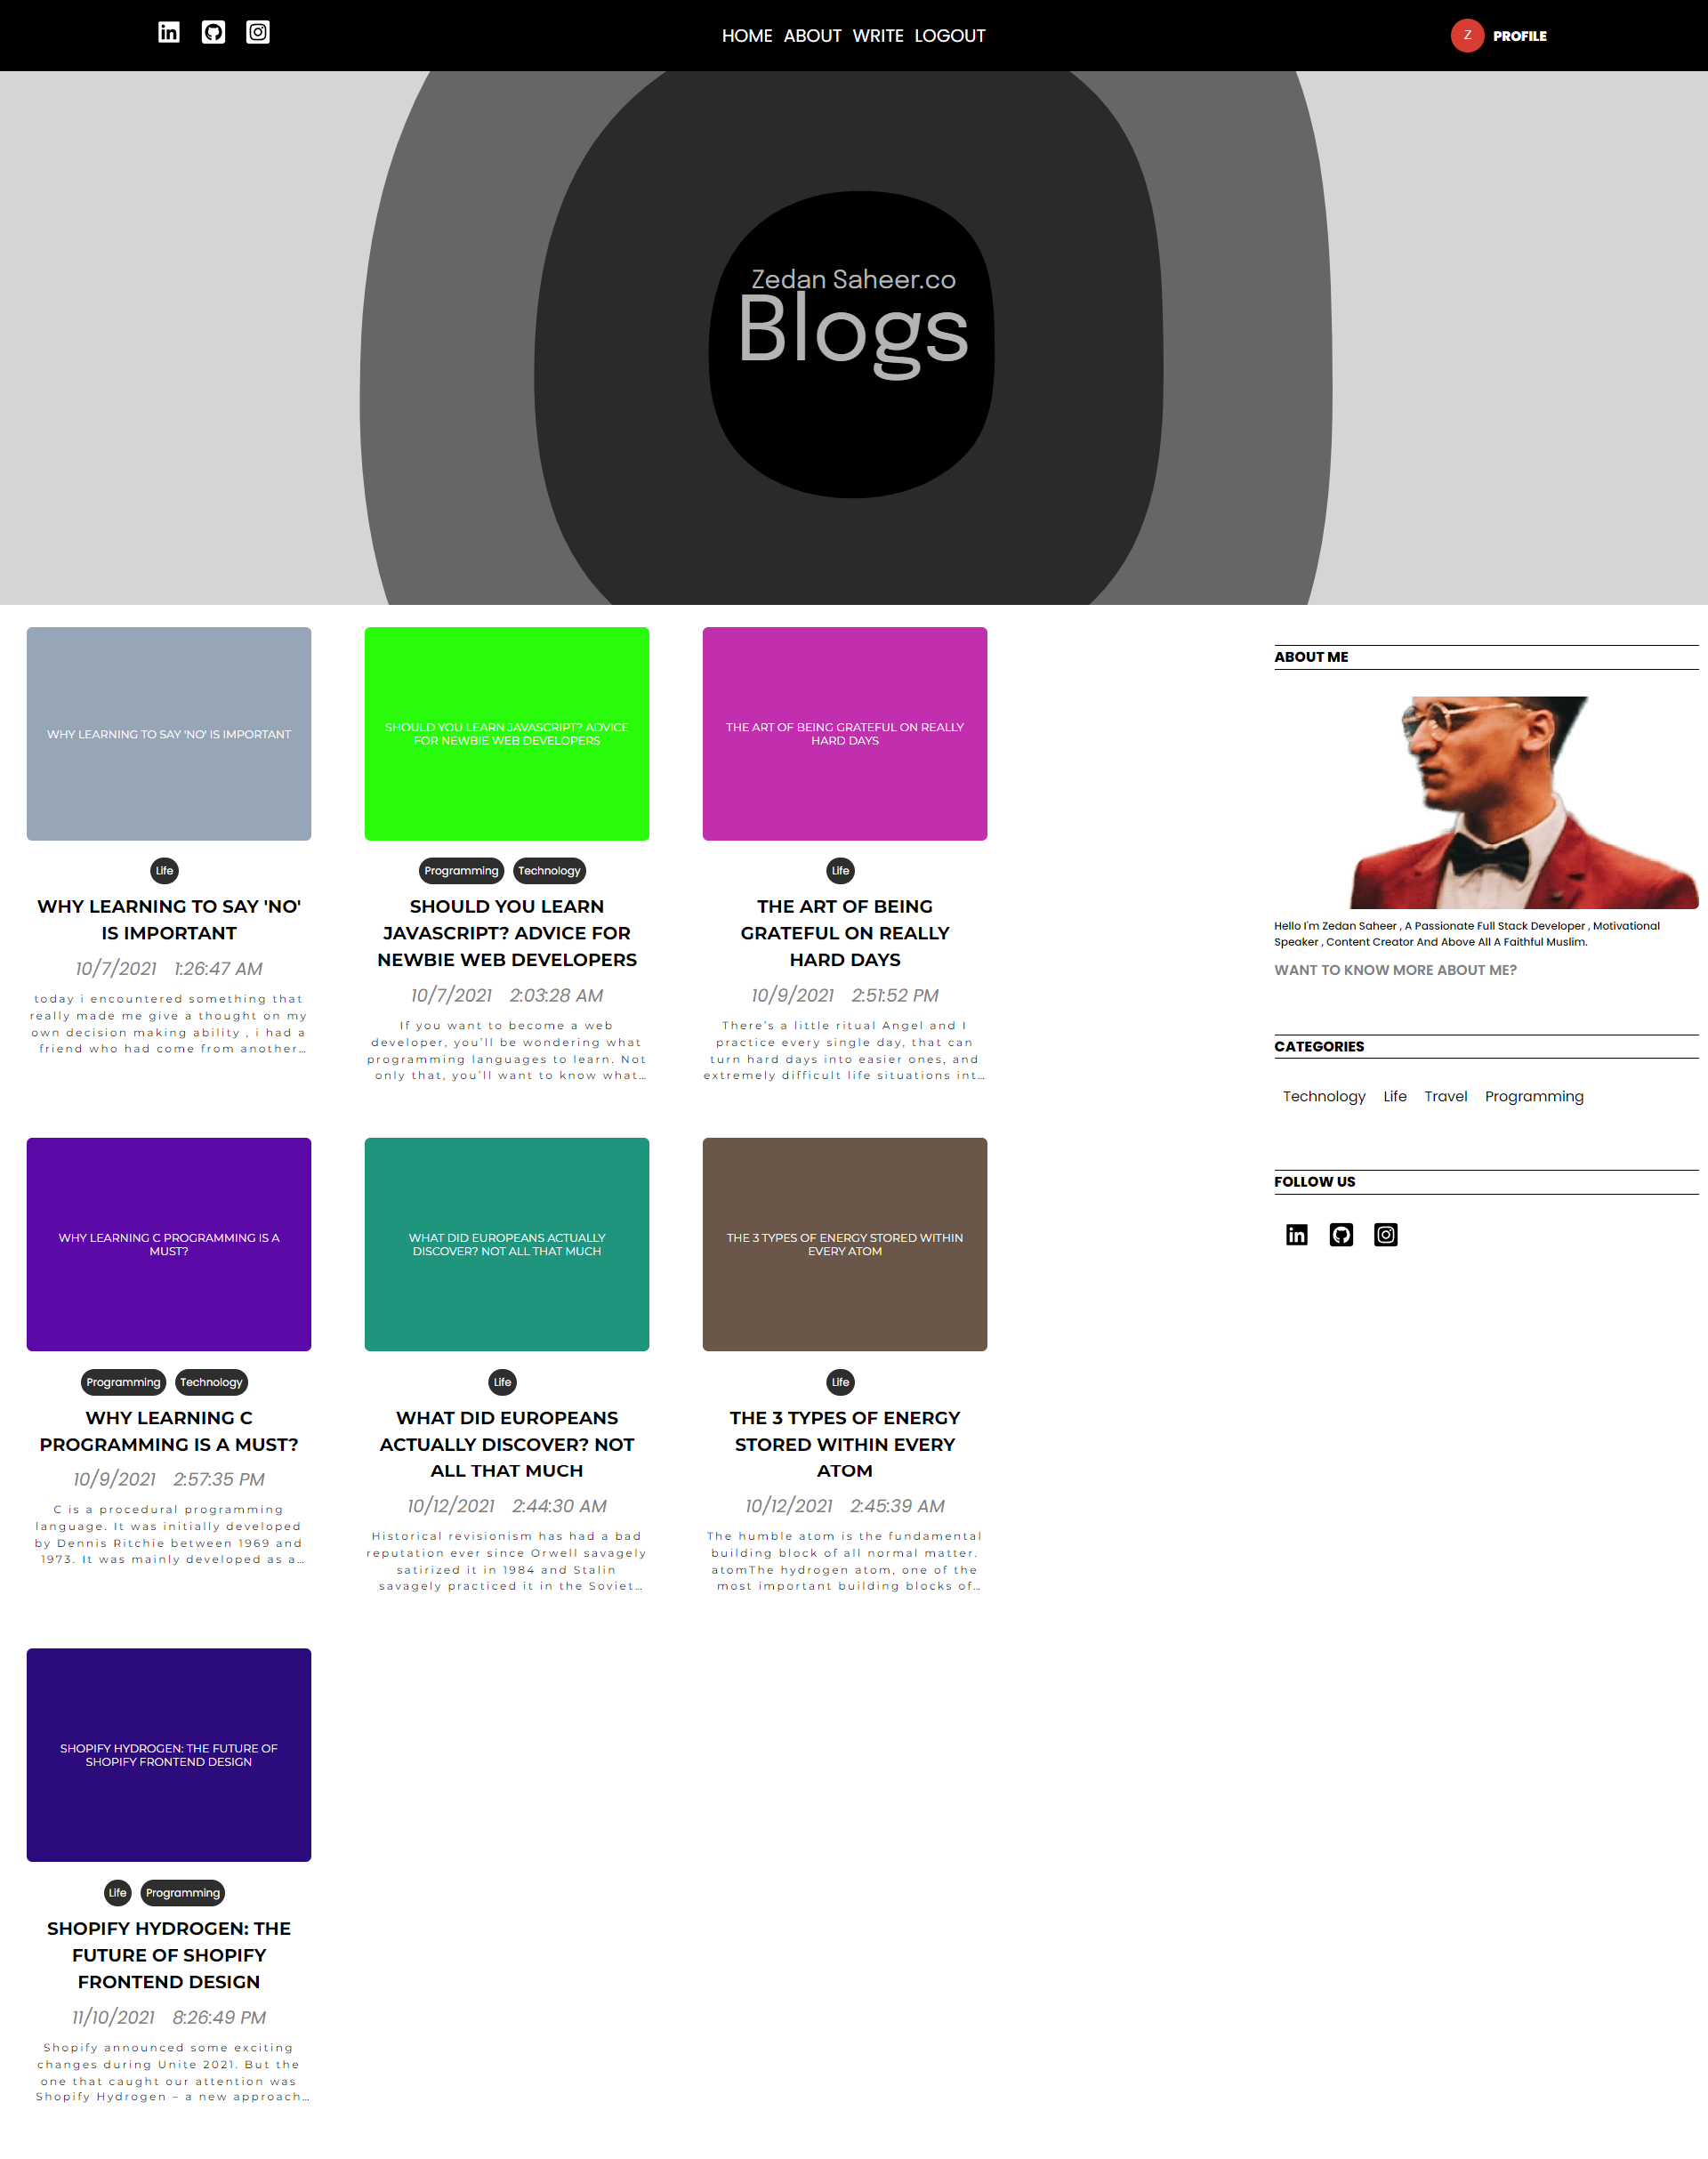 HOME ABOUT WRITE LOGOUT
Z PROFILE
Zedan Saheer.co
Blogs
WHY LEARNING TO SAY 'NO' IS IMPORTANT
Life
WHY LEARNING TO SAY 'NO'
IS IMPORTANT
10/7/2021 1:26:47 AM
today i encountered something that
really made me give a thought on my
own decision making ability , i had a
friend who had come from another…
SHOULD YOU LEARN JAVASCRIPT? ADVICE
FOR NEWBIE WEB DEVELOPERS
Programming Technology
SHOULD YOU LEARN
JAVASCRIPT? ADVICE FOR
NEWBIE WEB DEVELOPERS
10/7/2021 2:03:28 AM
If you want to become a web
developer, you’ll be wondering what
programming languages to learn. Not
only that, you’ll want to know what…
THE ART OF BEING GRATEFUL ON REALLY
HARD DAYS
Life
THE ART OF BEING
GRATEFUL ON REALLY
HARD DAYS
10/9/2021 2:51:52 PM
There’s a little ritual Angel and I
practice every single day, that can
turn hard days into easier ones, and
extremely difficult life situations int…
WHY LEARNING C PROGRAMMING IS A
MUST?
Programming Technology
WHY LEARNING C
PROGRAMMING IS A MUST?
10/9/2021 2:57:35 PM
C is a procedural programming
language. It was initially developed
by Dennis Ritchie between 1969 and
1973. It was mainly developed as a…
WHAT DID EUROPEANS ACTUALLY
DISCOVER? NOT ALL THAT MUCH
Life
WHAT DID EUROPEANS
ACTUALLY DISCOVER? NOT
ALL THAT MUCH
10/12/2021 2:44:30 AM
Historical revisionism has had a bad
reputation ever since Orwell savagely
satirized it in 1984 and Stalin
savagely practiced it in the Soviet…
THE 3 TYPES OF ENERGY STORED WITHIN
EVERY ATOM
Life
THE 3 TYPES OF ENERGY
STORED WITHIN EVERY
ATOM
10/12/2021 2:45:39 AM
The humble atom is the fundamental
building block of all normal matter.
atomThe hydrogen atom, one of the
most important building blocks of…
SHOPIFY HYDROGEN: THE FUTURE OF
SHOPIFY FRONTEND DESIGN
Life Programming
SHOPIFY HYDROGEN: THE
FUTURE OF SHOPIFY
FRONTEND DESIGN
11/10/2021 8:26:49 PM
Shopify announced some exciting
changes during Unite 2021. But the
one that caught our attention was
Shopify Hydrogen – a new approach…
ABOUT ME
Hello I'm Zedan Saheer , A Passionate Full Stack Developer , Motivational
Speaker , Content Creator And Above All A Faithful Muslim.
WANT TO KNOW MORE ABOUT ME?
CATEGORIES
Technology Life Travel Programming
FOLLOW US